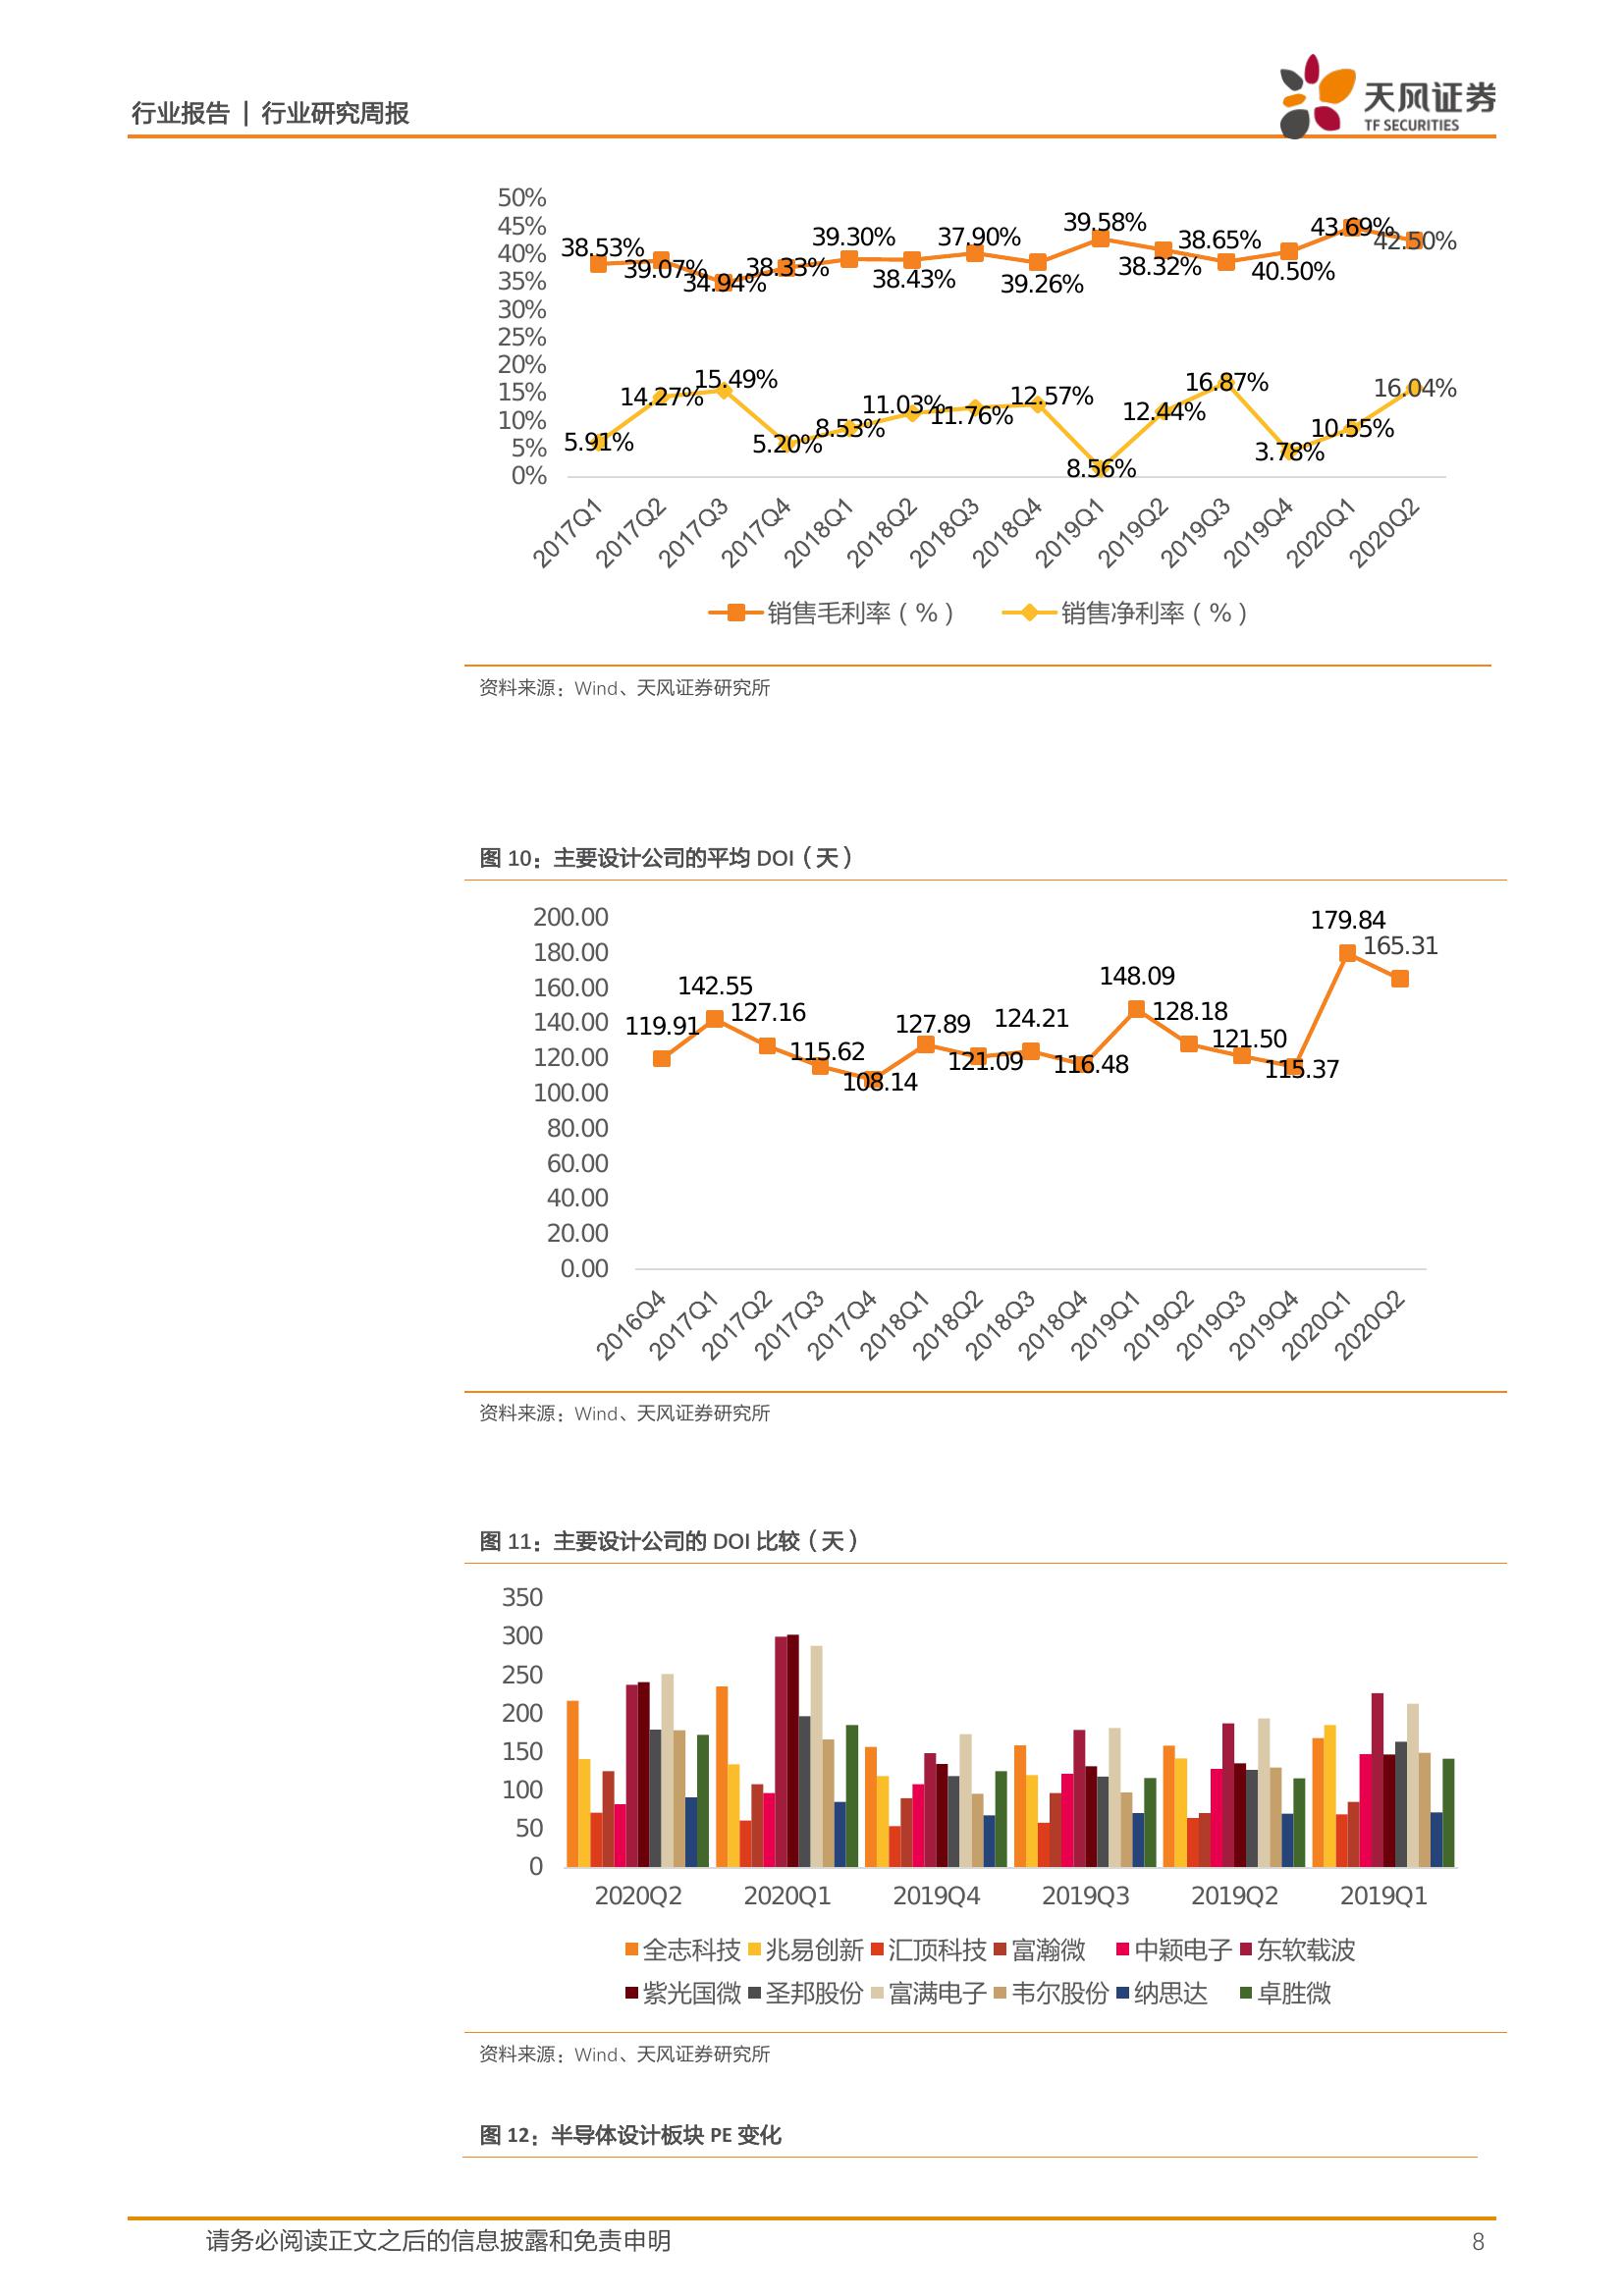 行业报告 | 行业研究周报
天风证券
TF SECURITIES
50%
45%
40%
35%
30%
25%
20%
15%
10%
5%
0%
38.53%
39.07%
34.94%
38.33%
39.30%
38.43%
37.90%
39.26%
39.58%
38.32%
38.65%
40.50%
43.69%
42.50%
5.91%
14.27%
15.49%
5.20%
8.53%
11.03%
11.76%
12.57%
8.56%
12.44%
16.87%
3.78%
10.55%
16.04%
2017Q1
2017Q2
2017Q3
2017Q4
2018Q1
2018Q2
2018Q3
2018Q4
2019Q1
2019Q2
2019Q3
2019Q4
2020Q1
2020Q2
销售毛利率（%） 销售净利率（%）
资料来源：Wind、天风证券研究所
图 10：主要设计公司的平均 DOI（天）
200.00
180.00
160.00
140.00
120.00
100.00
80.00
60.00
40.00
20.00
0.00
119.91
142.55
127.16
115.62
108.14
127.89
121.09
124.21
116.48
148.09
128.18
121.50
115.37
179.84
165.31
2016Q4
2017Q1
2017Q2
2017Q3
2017Q4
2018Q1
2018Q2
2018Q3
2018Q4
2019Q1
2019Q2
2019Q3
2019Q4
2020Q1
2020Q2
资料来源：Wind、天风证券研究所
图 11：主要设计公司的 DOI 比较（天）
350
300
250
200
150
100
50
0
2020Q2 2020Q1 2019Q4 2019Q3 2019Q2 2019Q1
全志科技 兆易创新 汇顶科技 富瀚微 中颖电子 东软载波
紫光国微 圣邦股份 富满电子 韦尔股份 纳思达 卓胜微
资料来源：Wind、天风证券研究所
图 12：半导体设计板块 PE 变化
请务必阅读正文之后的信息披露和免责申明 8